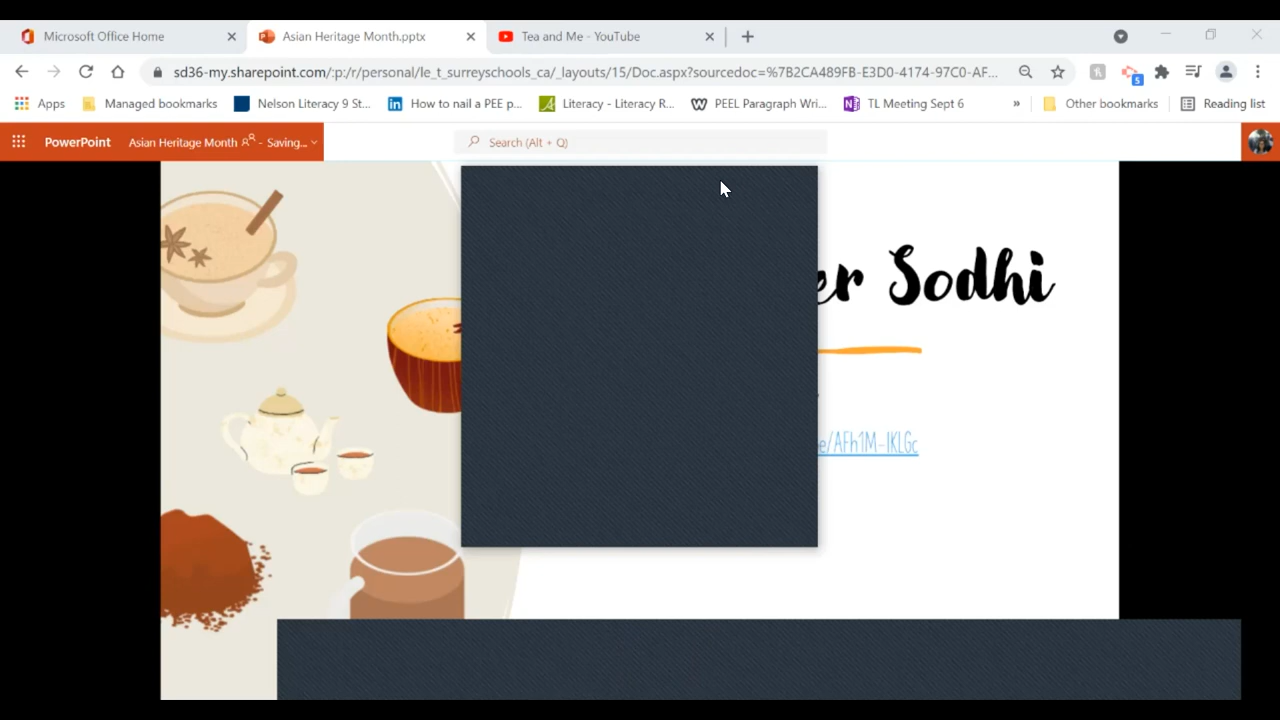 Microsoft Office Home
Asian Heritage Month.pptx
Tea and Me - YouTube
sd36-my.sharepoint.com/:p:/r/personal/le_t_surreyschools_ca/_layouts/15/Doc.aspx?sourcedoc=%7B2CA489FB-E3D0-4174-97C0-AF...
5
Apps
Managed bookmarks
Nelson Literacy 9 St...
How to nail a PEE p...
Literacy - Literacy R...
PEEL Paragraph Wri...
TL Meeting Sept 6
»
Other bookmarks
Reading list
PowerPoint
Asian Heritage Month - Saving...
Search (Alt + Q)
er Sodhi
e/AFh1M-IKLGc